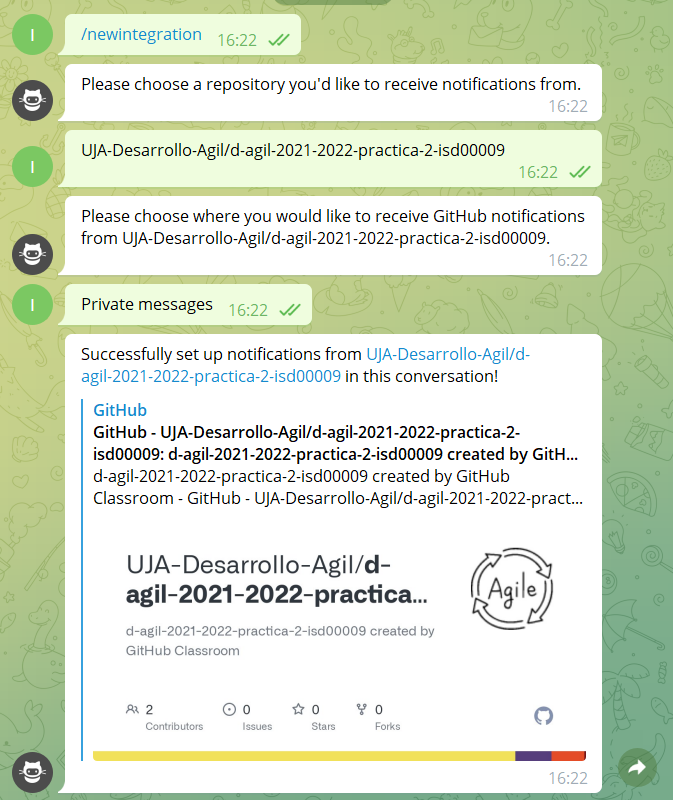 I
/newintegration 16:22
Please choose a repository you'd like to receive notifications from.
16:22
I
UJA-Desarrollo-Agil/d-agil-2021-2022-practica-2-isd00009
16:22
Please choose where you would like to receive GitHub notifications
from UJA-Desarrollo-Agil/d-agil-2021-2022-practica-2-isd00009.
16:22
I
Private messages 16:22
Successfully set up notifications from UJA-Desarrollo-Agil/d-
agil-2021-2022-practica-2-isd00009 in this conversation!
GitHub
GitHub - UJA-Desarrollo-Agil/d-agil-2021-2022-practica-2-
isd00009: d-agil-2021-2022-practica-2-isd00009 created by GitH...
d-agil-2021-2022-practica-2-isd00009 created by GitHub
Classroom - GitHub - UJA-Desarrollo-Agil/d-agil-2021-2022-pract...
UJA-Desarrollo-Agil/d-
agil-2021-2022-practica...
Agile
d-agil-2021-2022-practica-2-isd00009 created by
GitHub Classroom
2 0 0 0
Contributors Issues Stars Forks
16:22